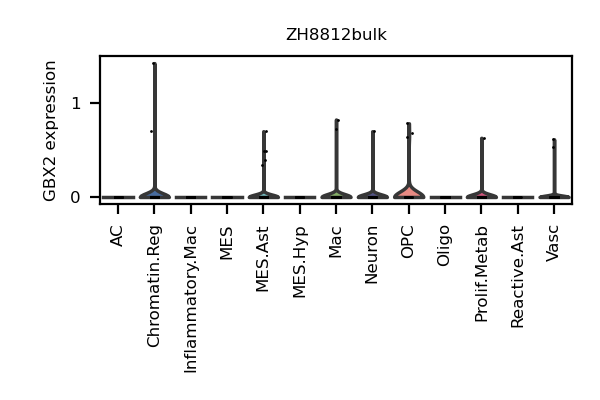 ZH8812bulk
GBX2 expression
1
0
AC
Chromatin.Reg
Inflammatory.Mac
MES
MES.Ast
MES.Hyp
Mac
Neuron
OPC
Oligo
Prolif.Metab
Reactive.Ast
Vasc